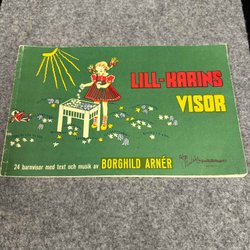 LILL-KARINS
VISOR
24 barnvisor med text och musik av BORGHILD ARNÉR